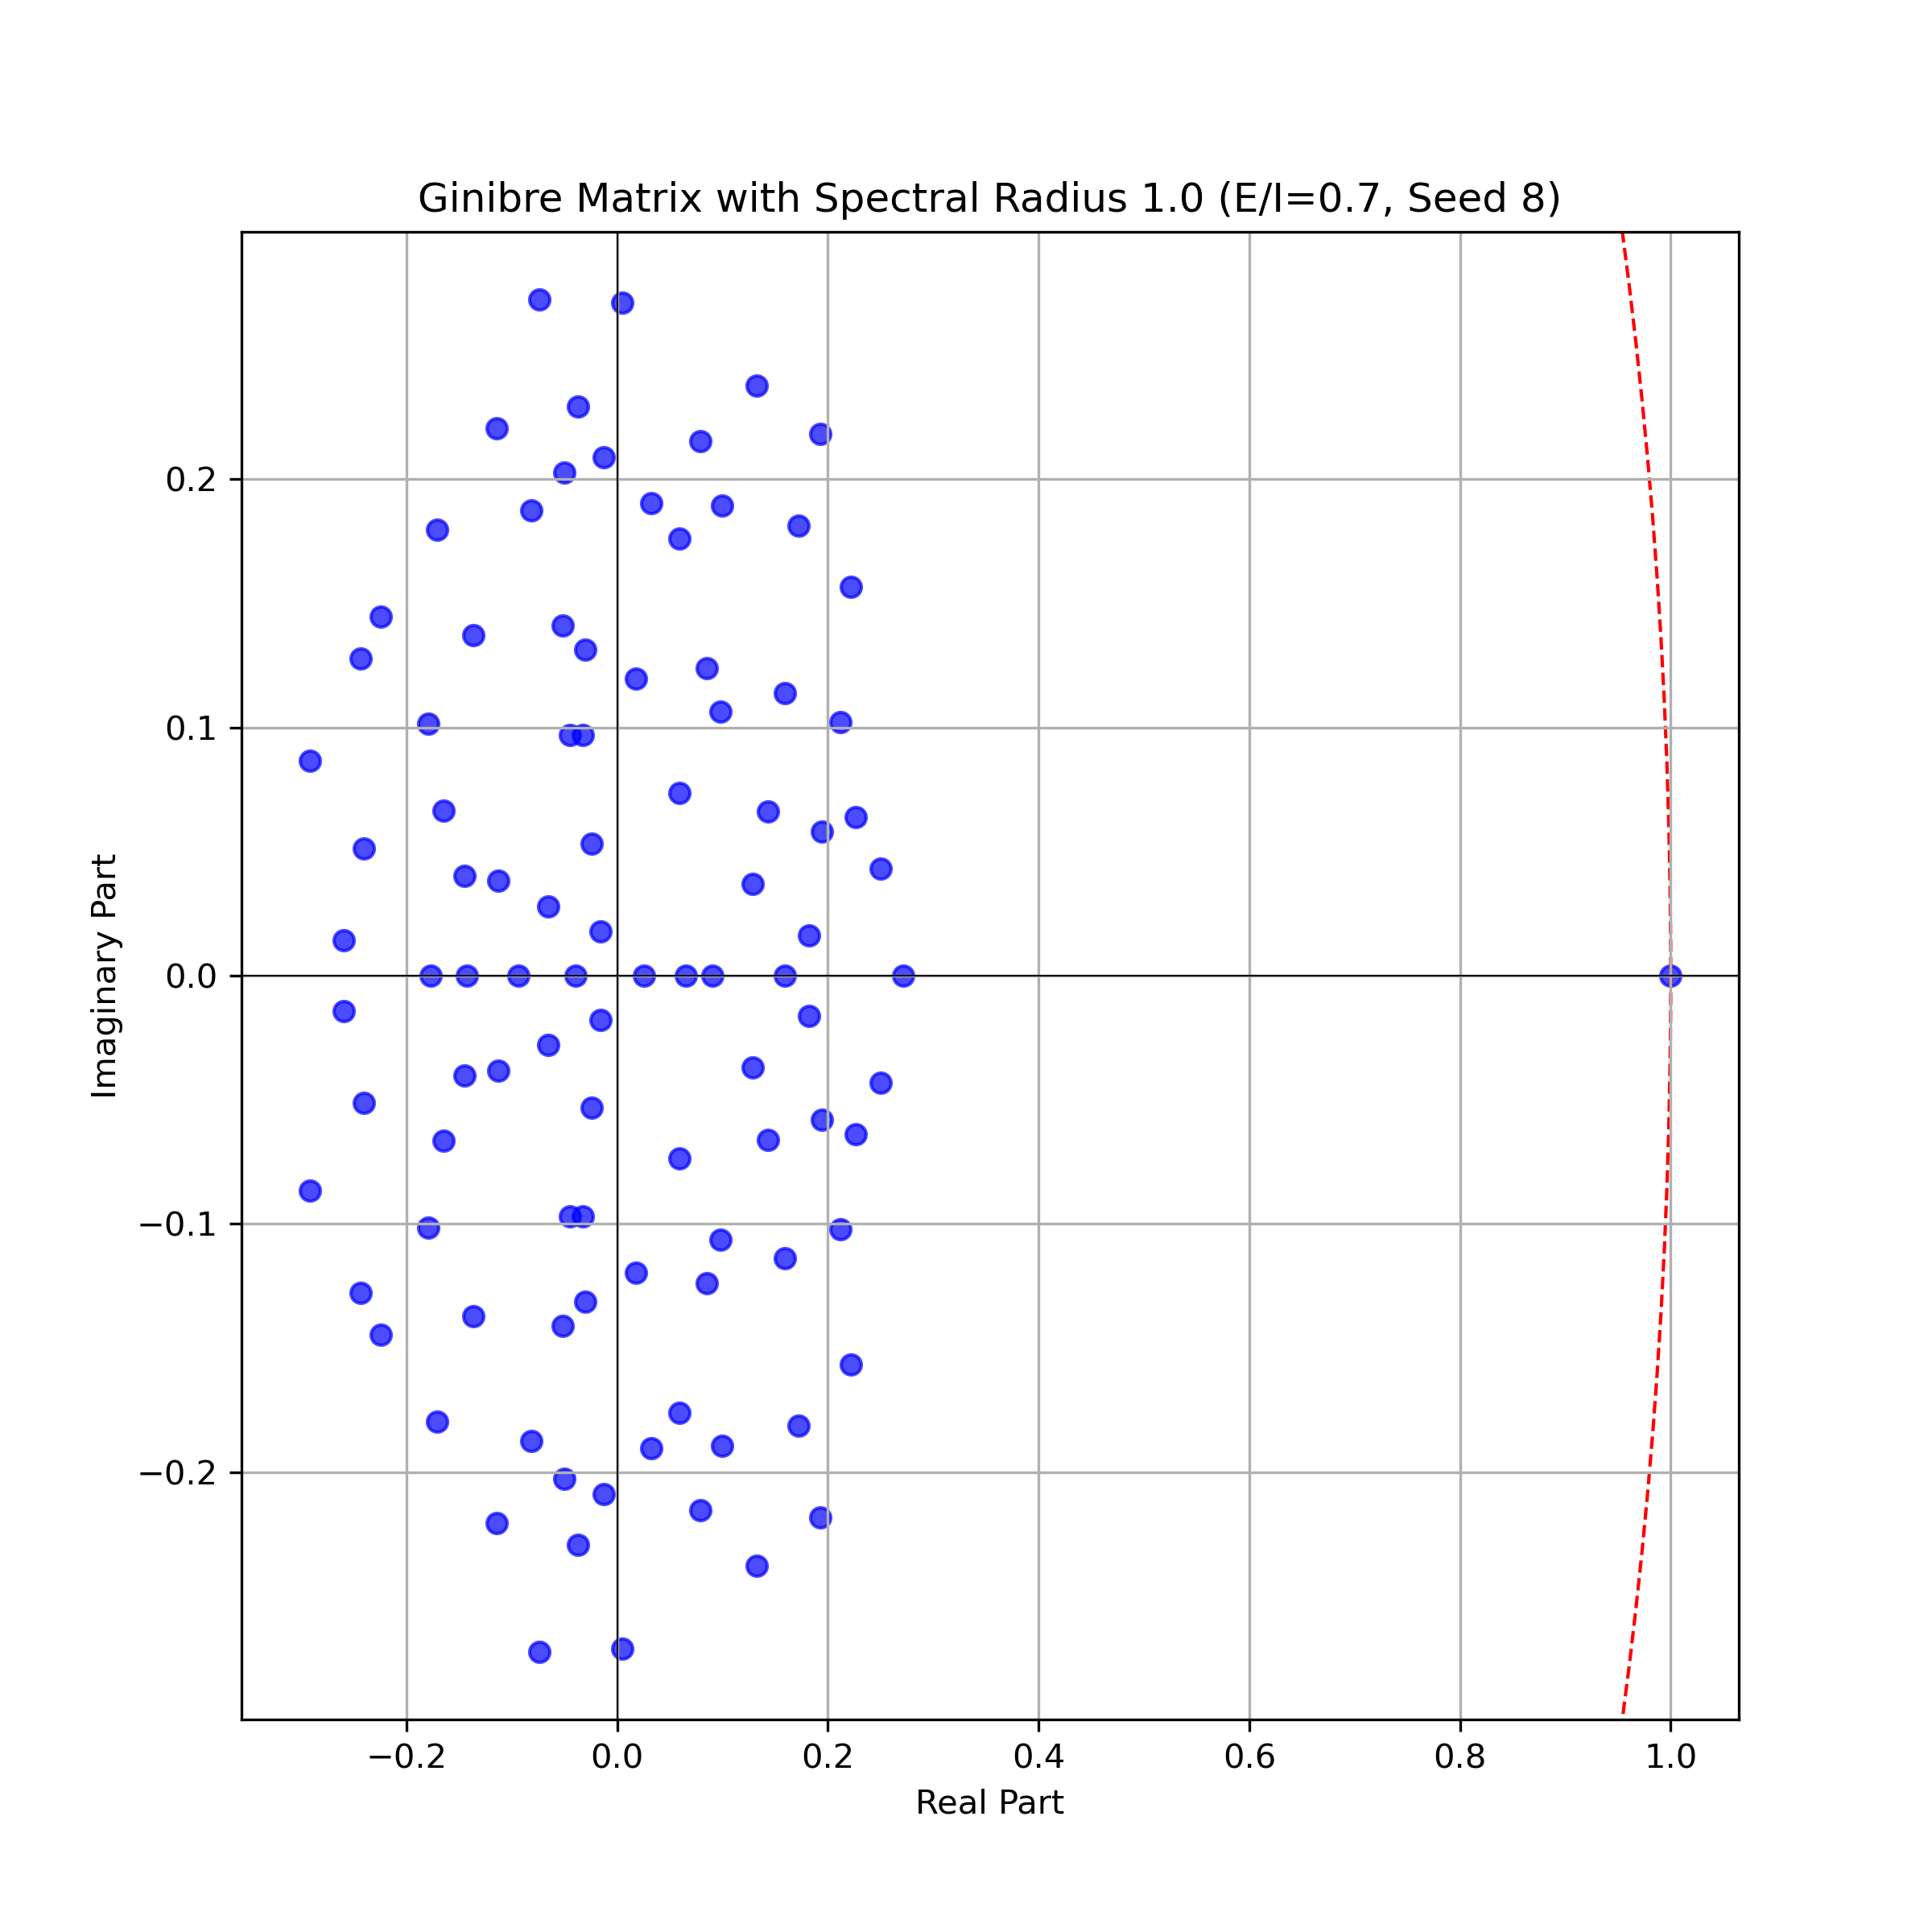 Ginibre Matrix with Spectral Radius 1.0 (E/I=0.7, Seed 8)
Imaginary Part
0.2
0.1
0.0
−0.1
−0.2
−0.2 0.0 0.2 0.4 0.6 0.8 1.0
Real Part